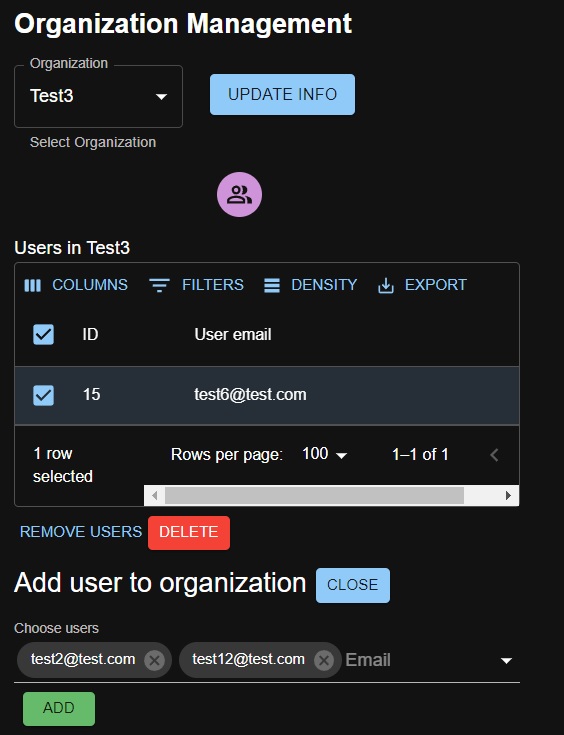 Organization Management
Organization
Test3
UPDATE INFO
Select Organization
Users in Test3
COLUMNS FILTERS DENSITY EXPORT
ID User email
15 test6@test.com
1 row
selected
Rows per page: 100 1–1 of 1
REMOVE USERS DELETE
Add user to organization CLOSE
Choose users
test2@test.com test12@test.com Email
ADD